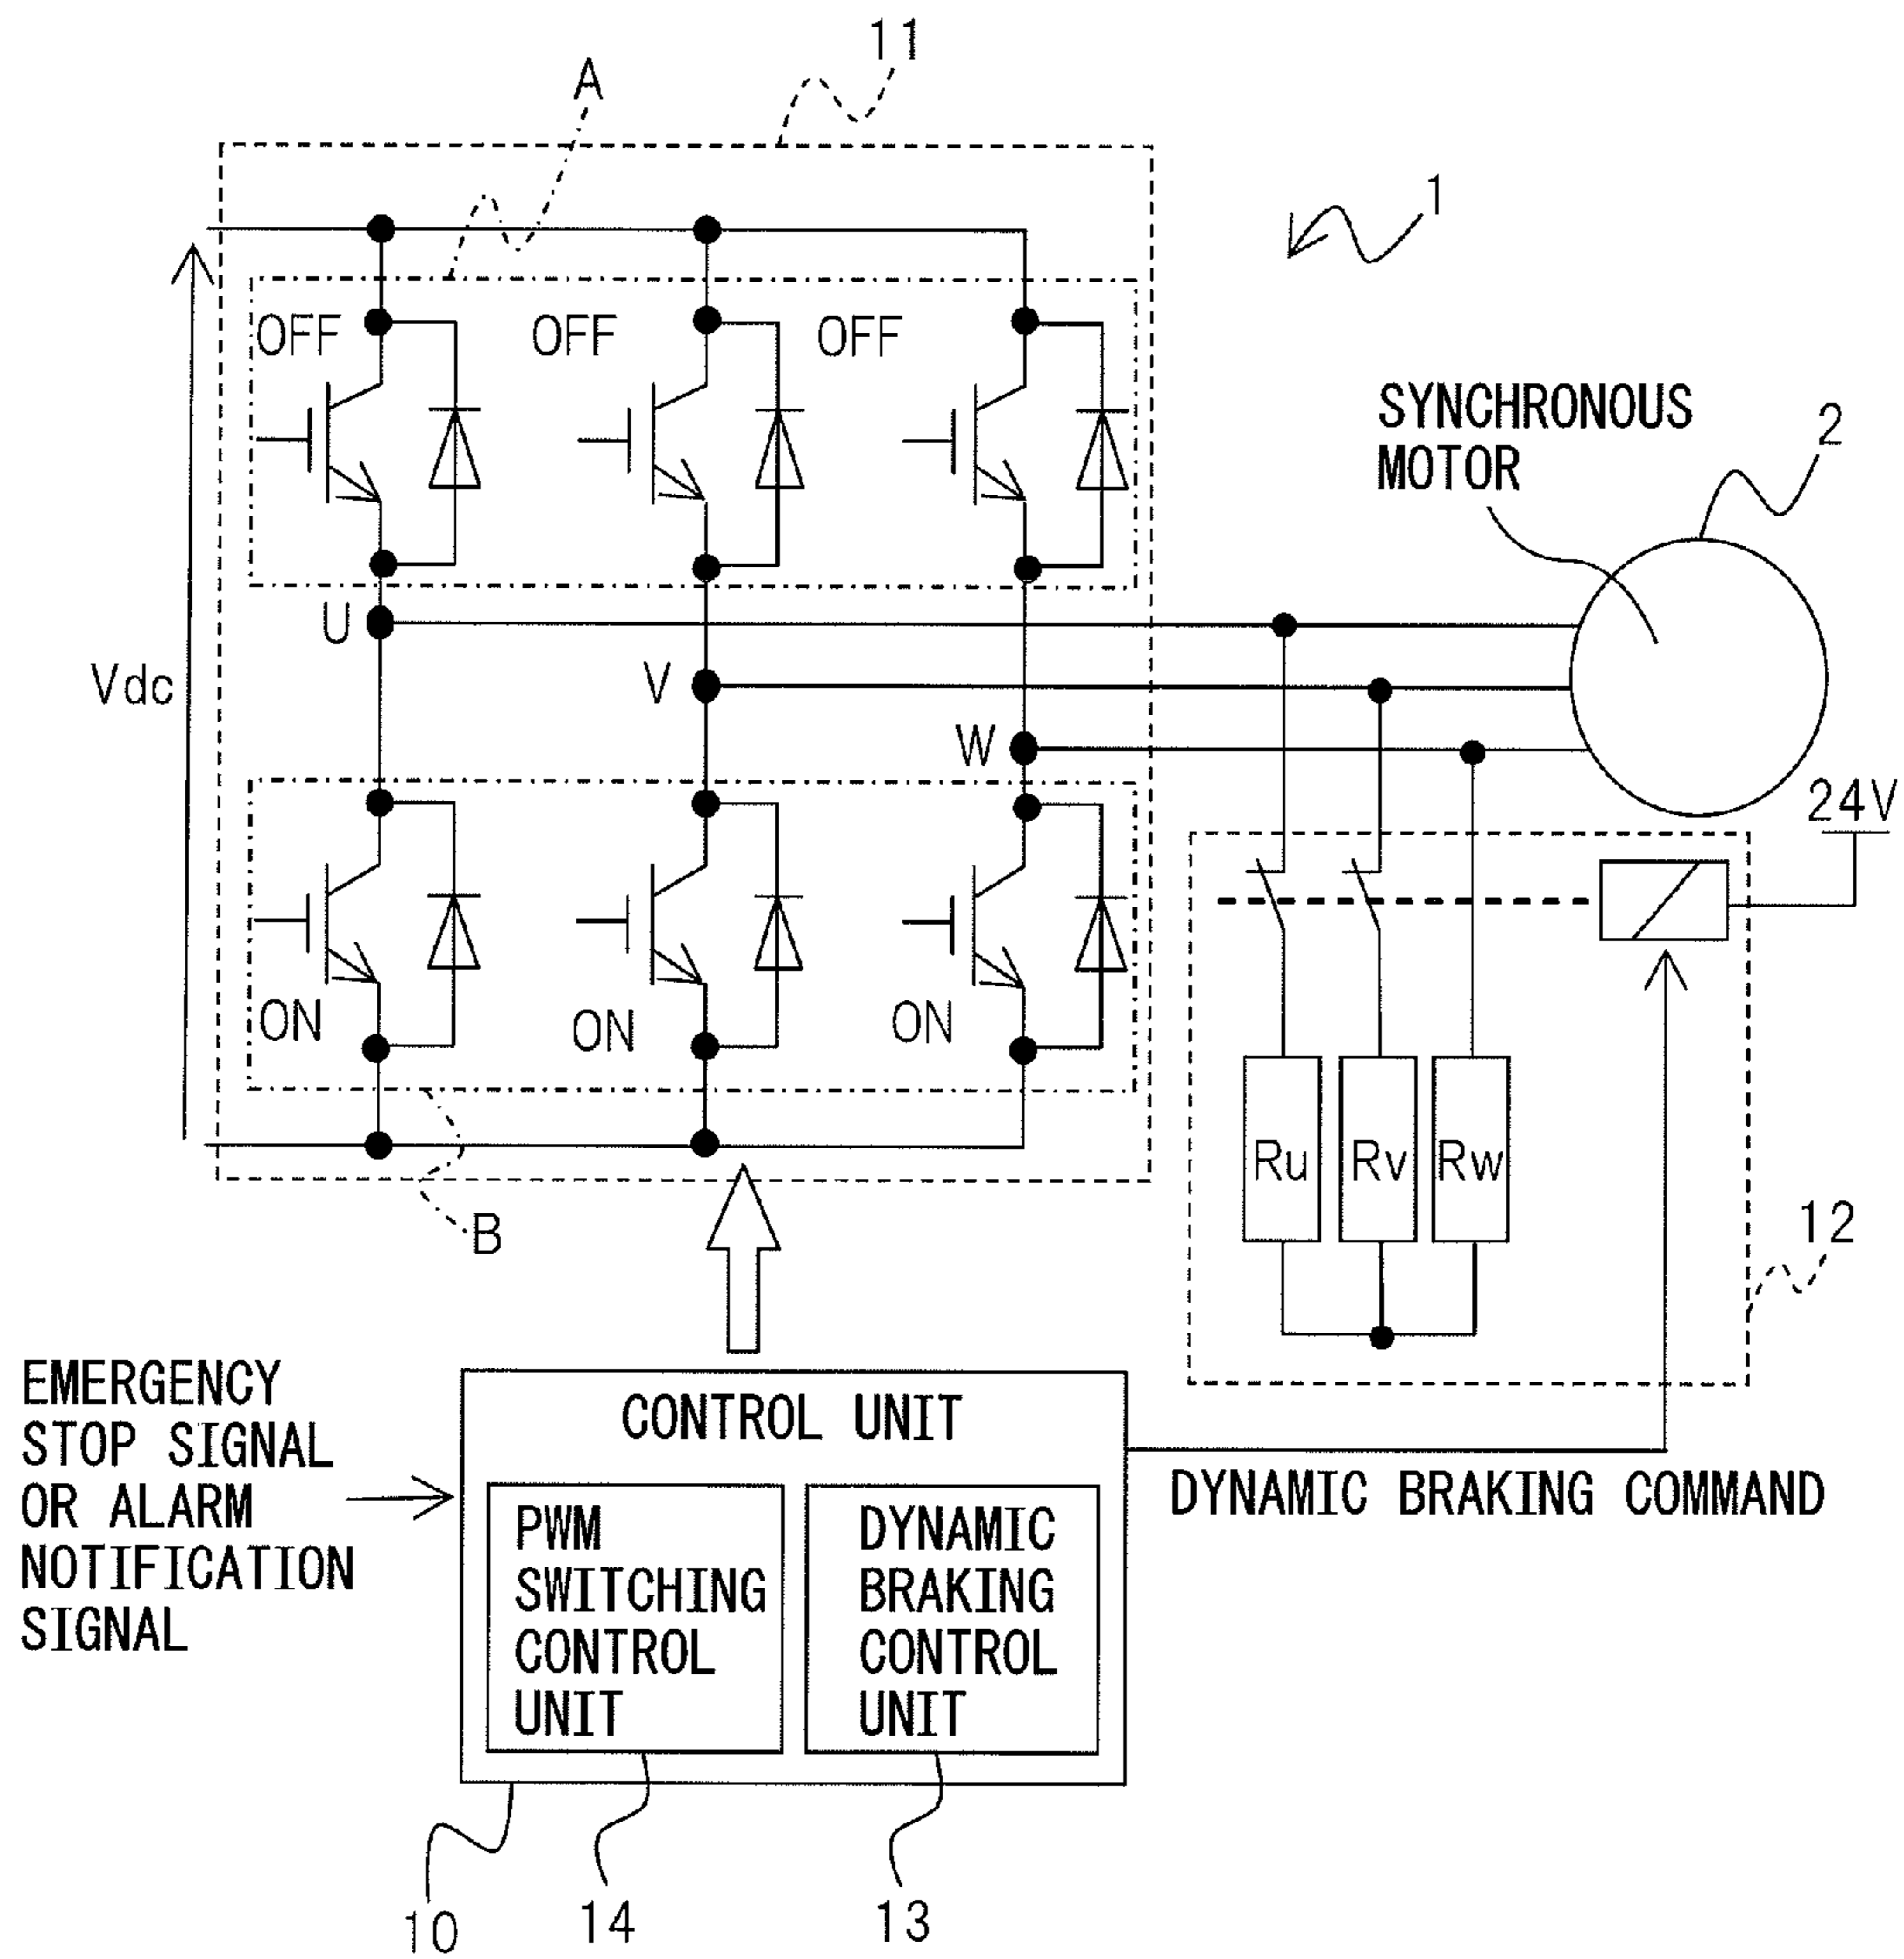 11
A
1
OFF
OFF
OFF
SYNCHRONOUS
MOTOR
2
U
Vdc
V
W
24V
ON
ON
ON
Ru
Rv
Rw
B
12
EMERGENCY
STOP SIGNAL
OR ALARM
NOTIFICATION
SIGNAL
CONTROL UNIT
DYNAMIC BRAKING COMMAND
PWM
SWITCHING
CONTROL
UNIT
DYNAMIC
BRAKING
CONTROL
UNIT
10
14
13